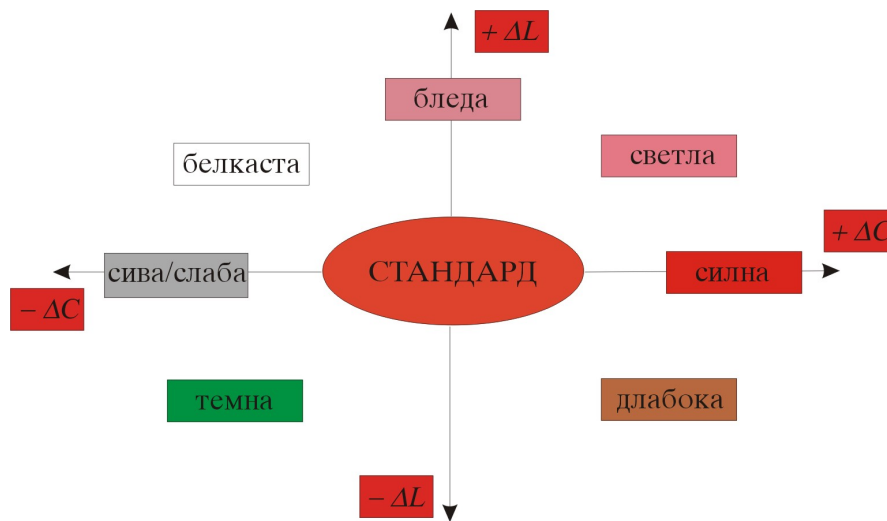 + ΔL
бледа
белкаста
светла
+ ΔC
сива/слаба
СТАНДАРД
силна
− ΔC
темна
длабока
− ΔL